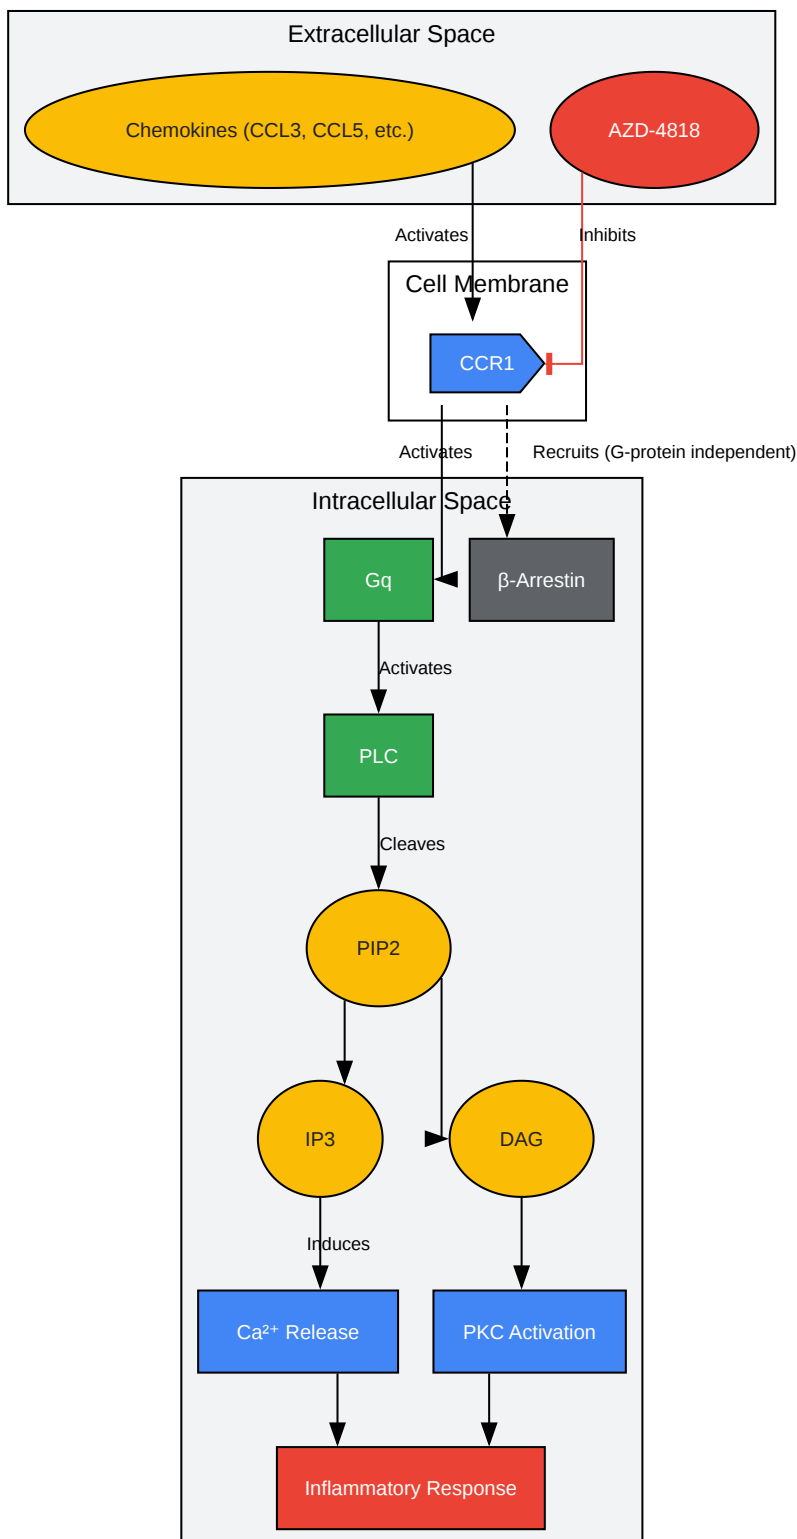 Extracellular Space
Chemokines (CCL3, CCL5, etc.)
AZD-4818
Activates
Inhibits
Cell Membrane
CCR1
Activates
Recruits (G-protein independent)
Intracellular Space
Gq
β-Arrestin
Activates
PLC
Cleaves
PIP2
IP3
DAG
Induces
Ca²⁺ Release
PKC Activation
Inflammatory Response